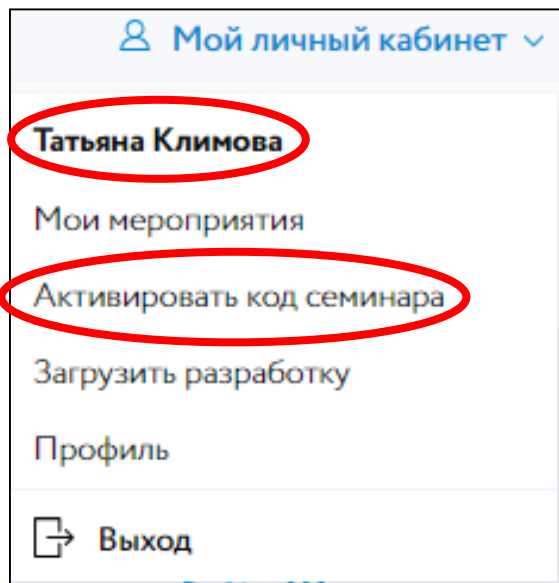 Мой личный кабинет
Татьяна Климова
Мои мероприятия
Активировать код семинара
Загрузить разработку
Профиль
Выход